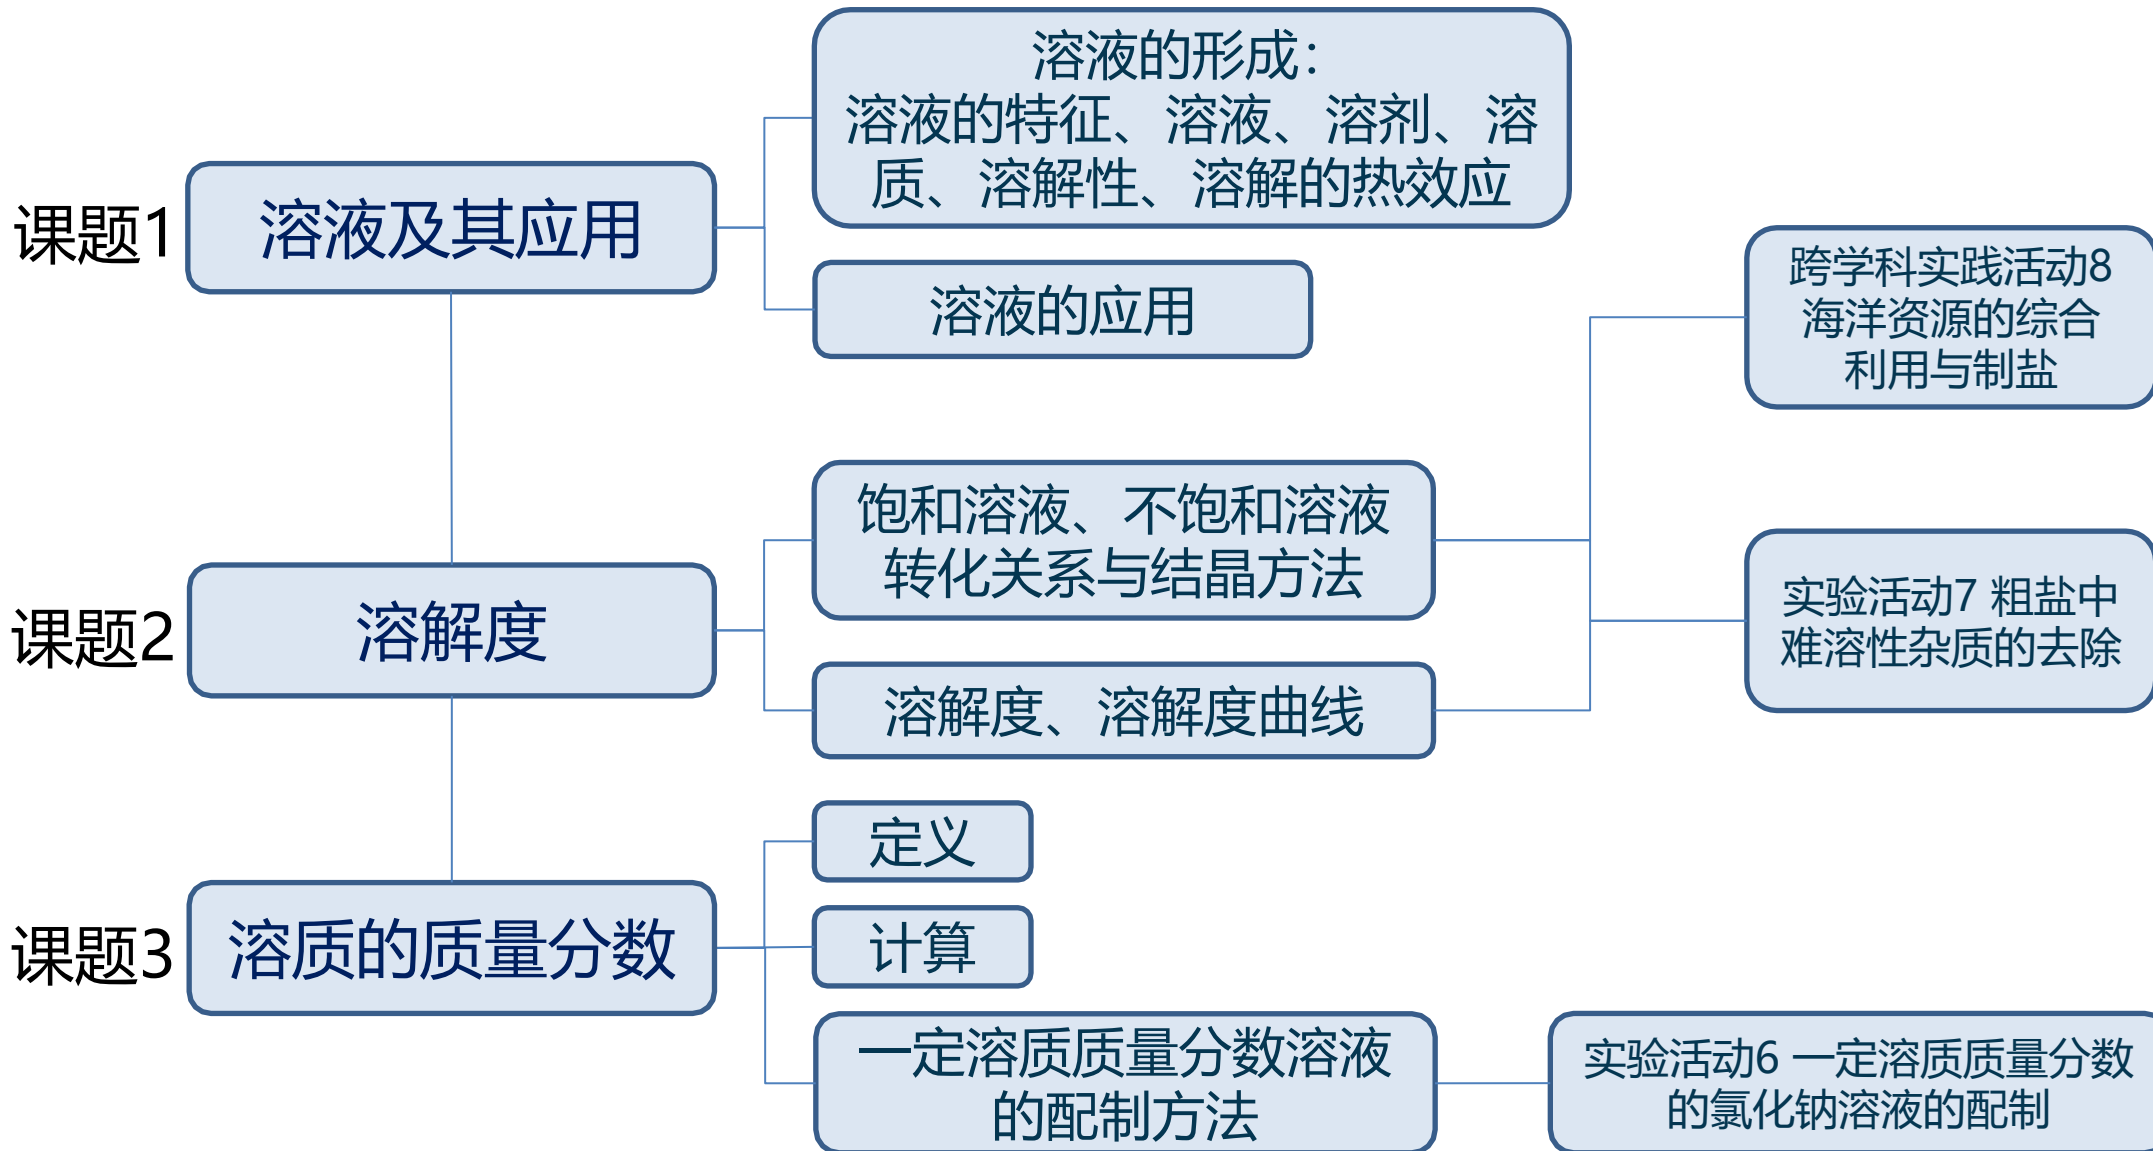 课题1
溶液及其应用
溶液的形成：
溶液的特征、溶液、溶剂、溶
质、溶解性、溶解的热效应
溶液的应用
课题2
溶解度
饱和溶液、不饱和溶液
转化关系与结晶方法
溶解度、溶解度曲线
跨学科实践活动8
海洋资源的综合
利用与制盐
实验活动7 粗盐中
难溶性杂质的去除
课题3
溶质的质量分数
定义
计算
一定溶质质量分数溶液
的配制方法
实验活动6 一定溶质质量分数
的氯化钠溶液的配制